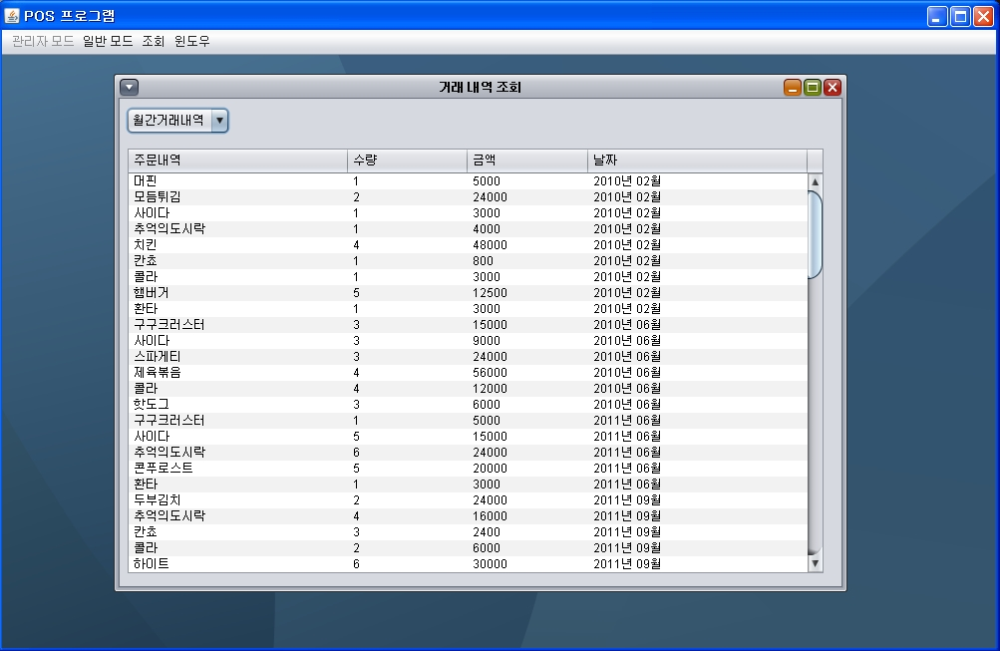 POS 프로그램
관리자 모드 일반 모드 조회 윈도우
거래 내역 조회
월간거래내역
주문내역 수량 금액 날짜
머핀 1 5000 2010년 02월
모듬튀김 2 24000 2010년 02월
사이다 1 3000 2010년 02월
추억의도시락 1 4000 2010년 02월
치킨 4 48000 2010년 02월
칸쵸 1 800 2010년 02월
콜라 1 3000 2010년 02월
햄버거 5 12500 2010년 02월
환타 1 3000 2010년 02월
구구크러스터 3 15000 2010년 06월
사이다 3 9000 2010년 06월
스파게티 3 24000 2010년 06월
제육볶음 4 56000 2010년 06월
콜라 4 12000 2010년 06월
핫도그 3 6000 2010년 06월
구구크러스터 1 5000 2011년 06월
사이다 5 15000 2011년 06월
추억의도시락 6 24000 2011년 06월
콘푸로스트 5 20000 2011년 06월
환타 1 3000 2011년 06월
두부김치 2 24000 2011년 09월
추억의도시락 4 16000 2011년 09월
칸쵸 3 2400 2011년 09월
콜라 2 6000 2011년 09월
하이트 6 30000 2011년 09월